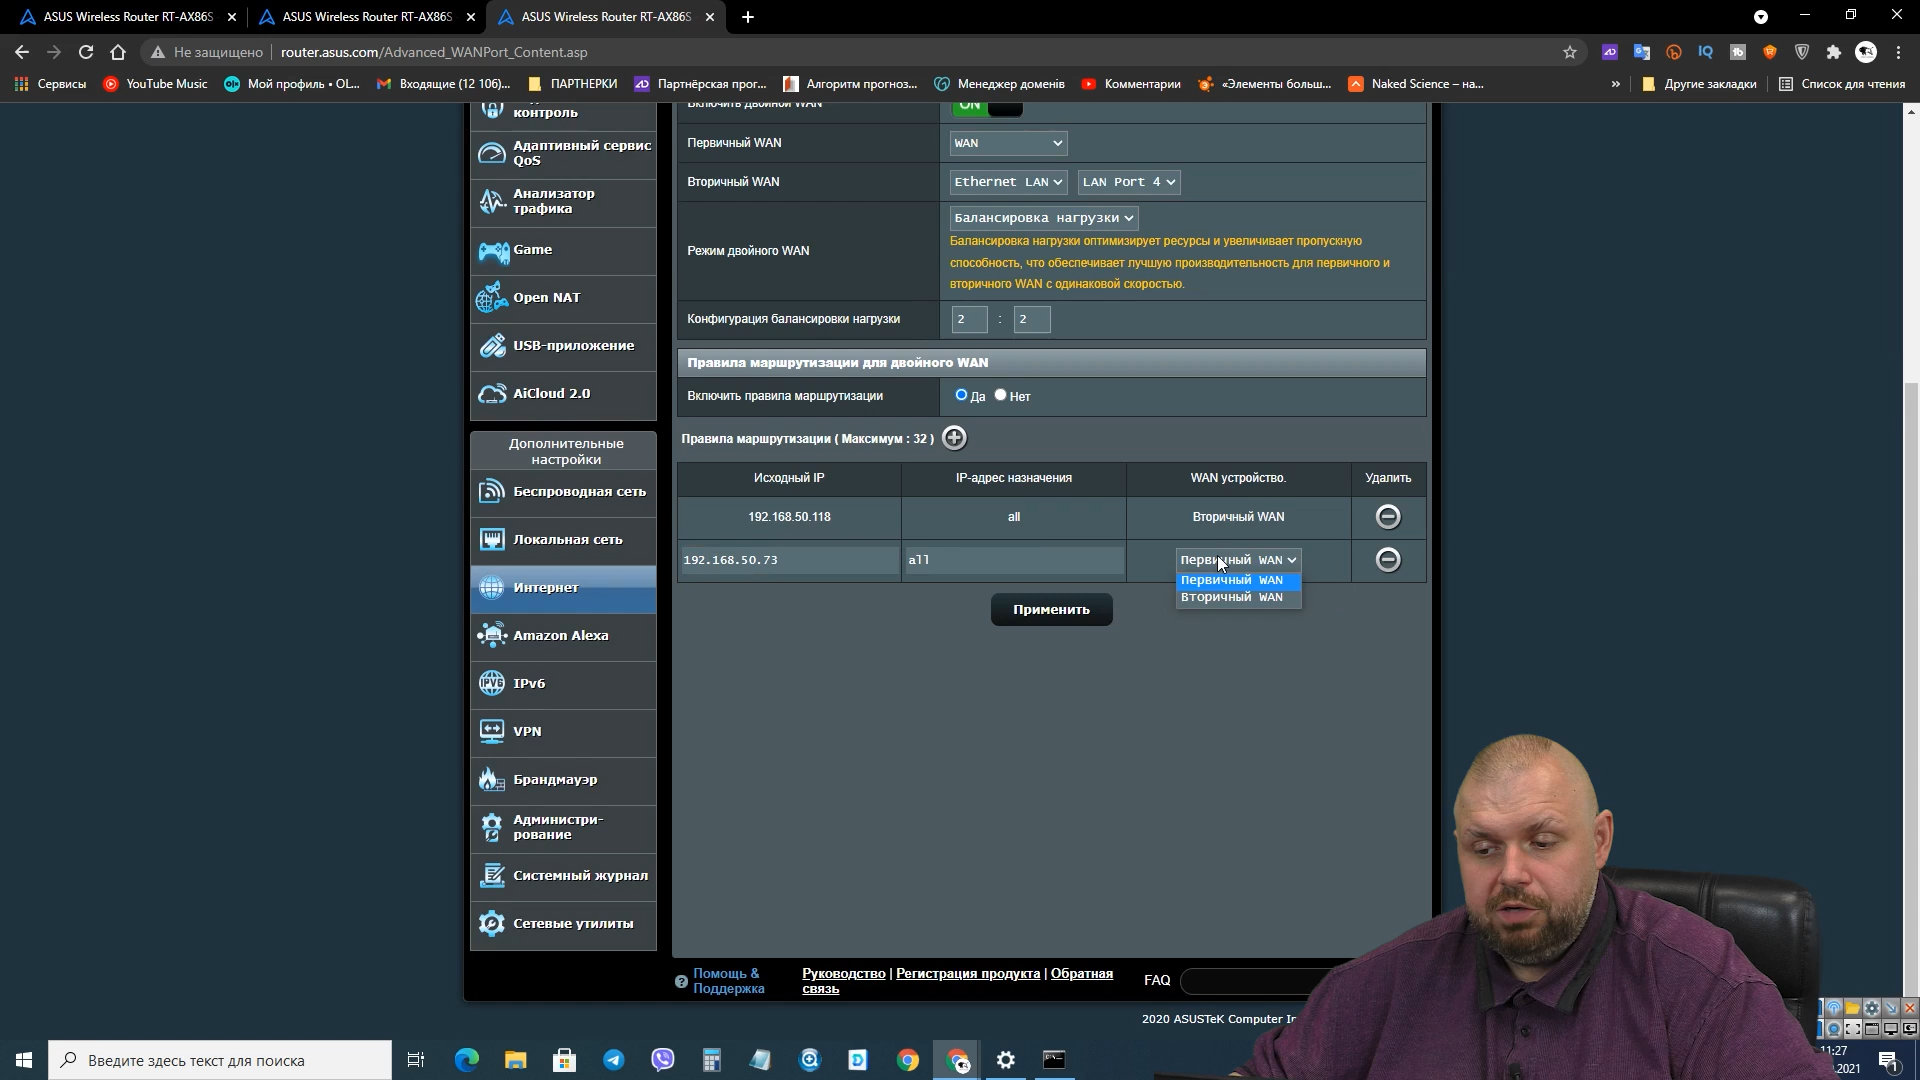 ASUS Wireless Router RT-AX86S
ASUS Wireless Router RT-AX86S
ASUS Wireless Router RT-AX86S
Не защищено
router.asus.com/Advanced_WANPort_Content.asp
Сервисы
YouTube Music
Мой профиль • OL...
Входящие (12 106)...
ПАРТНЕРКИ
Партнёрская прог...
Алгоритм прогноз...
Менеджер доменів
Комментарии
«Элементы больш...
Naked Science – на...
»
Другие закладки
Список для чтения
контроль
Адаптивный сервис
QoS
Анализатор
трафика
Game
Open NAT
USB-приложение
AiCloud 2.0
Дополнительные
настройки
Беспроводная сеть
Локальная сеть
Интернет
Amazon Alexa
IPv6
VPN
Брандмауэр
Администри-
рование
Системный журнал
Сетевые утилиты
Включить двойной WAN
ON
Первичный WAN
WAN
Вторичный WAN
Ethernet LAN
LAN Port 4
Режим двойного WAN
Балансировка нагрузки
Балансировка нагрузки оптимизирует ресурсы и увеличивает пропускную
способность, что обеспечивает лучшую производительность для первичного и
вторичного WAN с одинаковой скоростью.
Конфигурация балансировки нагрузки
2 : 2
Правила маршрутизации для двойного WAN
Включить правила маршрутизации
Да
Нет
Правила маршрутизации ( Максимум : 32 )
Исходный IP
IP-адрес назначения
WAN устройство.
Удалить
192.168.50.118
all
Вторичный WAN
192.168.50.73
all
Первичный WAN
Первичный WAN
Вторичный WAN
Применить
Помощь &
Поддержка
Руководство | Регистрация продукта | Обратная
связь
FAQ
2020 ASUSTeK Computer
Введите здесь текст для поиска
11:27
.2021
1